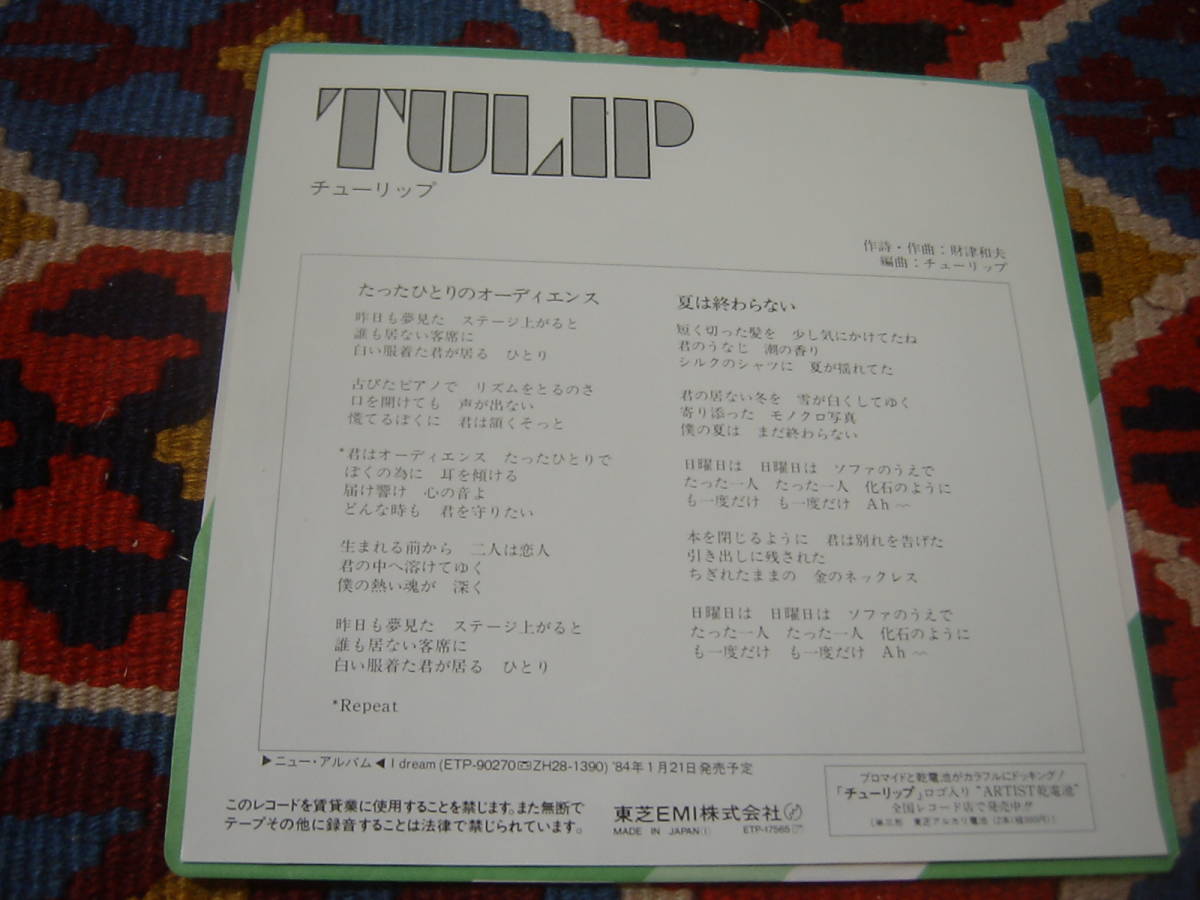 TULIP
チューリップ
作詩・作曲：財津和夫
編曲：チューリップ
たったひとりのオーディエンス
昨日も夢見た　ステージ上がると
誰も居ない客席に
白い服着た君が居る　ひとり
古びたピアノで　リズムをとるのさ
口を開けても　声が出ない
慌てるぼくに　君は頷くそっと
*君はオーディエンス　たったひとりで
ぼくの為に　耳を傾ける
届け響け　心の音よ
どんな時も　君を守りたい
生まれる前から　二人は恋人
君の中へ溶けてゆく
僕の熱い魂が　深く
昨日も夢見た　ステージ上がると
誰も居ない客席に
白い服着た君が居る　ひとり
*Repeat
夏は終わらない
短く切った髪を　少し気にかけてたね
君のうなじ　潮の香り
シルクのシャツに　夏が揺れてた
君の居ない冬を　雪が白くしてゆく
寄り添った　モノクロ写真
僕の夏は　まだ終わらない
日曜日は　日曜日は　ソファのうえで
たった一人　たった一人　化石のように
も一度だけ　も一度だけ　Ah〜
本を閉じるように　君は別れを告げた
引き出しに残された
ちぎれたままの　金のネックレス
日曜日は　日曜日は　ソファのうえで
たった一人　たった一人　化石のように
も一度だけ　も一度だけ　Ah〜
▶ニュー・アルバム◀ I dream (ETP-90270 ZH28-1390) '84年1月21日発売予定
このレコードを賃貸業に使用することを禁じます。また無断で
テープその他に録音することは法律で禁じられています。
東芝EMI株式会社
MADE IN JAPAN
ETP-17565
ブロマイドと乾電池がカラフルにドッキング！
「チューリップ」ロゴ入り“ARTIST乾電池”
全国レコード店で発売中!!
東芝アルカリ電池